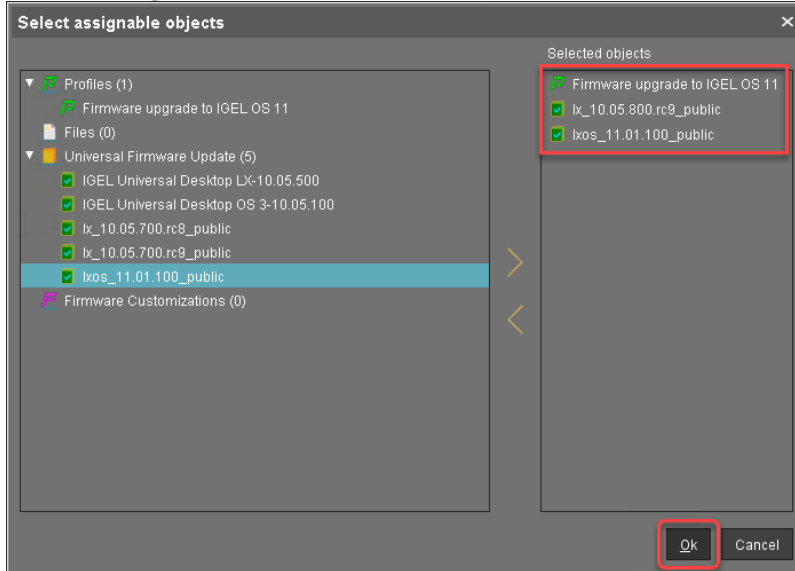 Select assignable objects
Selected objects
Profiles (1)
Firmware upgrade to IGEL OS 11
Files (0)
Universal Firmware Update (5)
IGEL Universal Desktop LX-10.05.500
IGEL Universal Desktop OS 3-10.05.100
lx_10.05.700.rc8_public
lx_10.05.700.rc9_public
lxos_11.01.100_public
Firmware Customizations (0)
Firmware upgrade to IGEL OS 11
lx_10.05.800.rc9_public
lxos_11.01.100_public
Ok Cancel